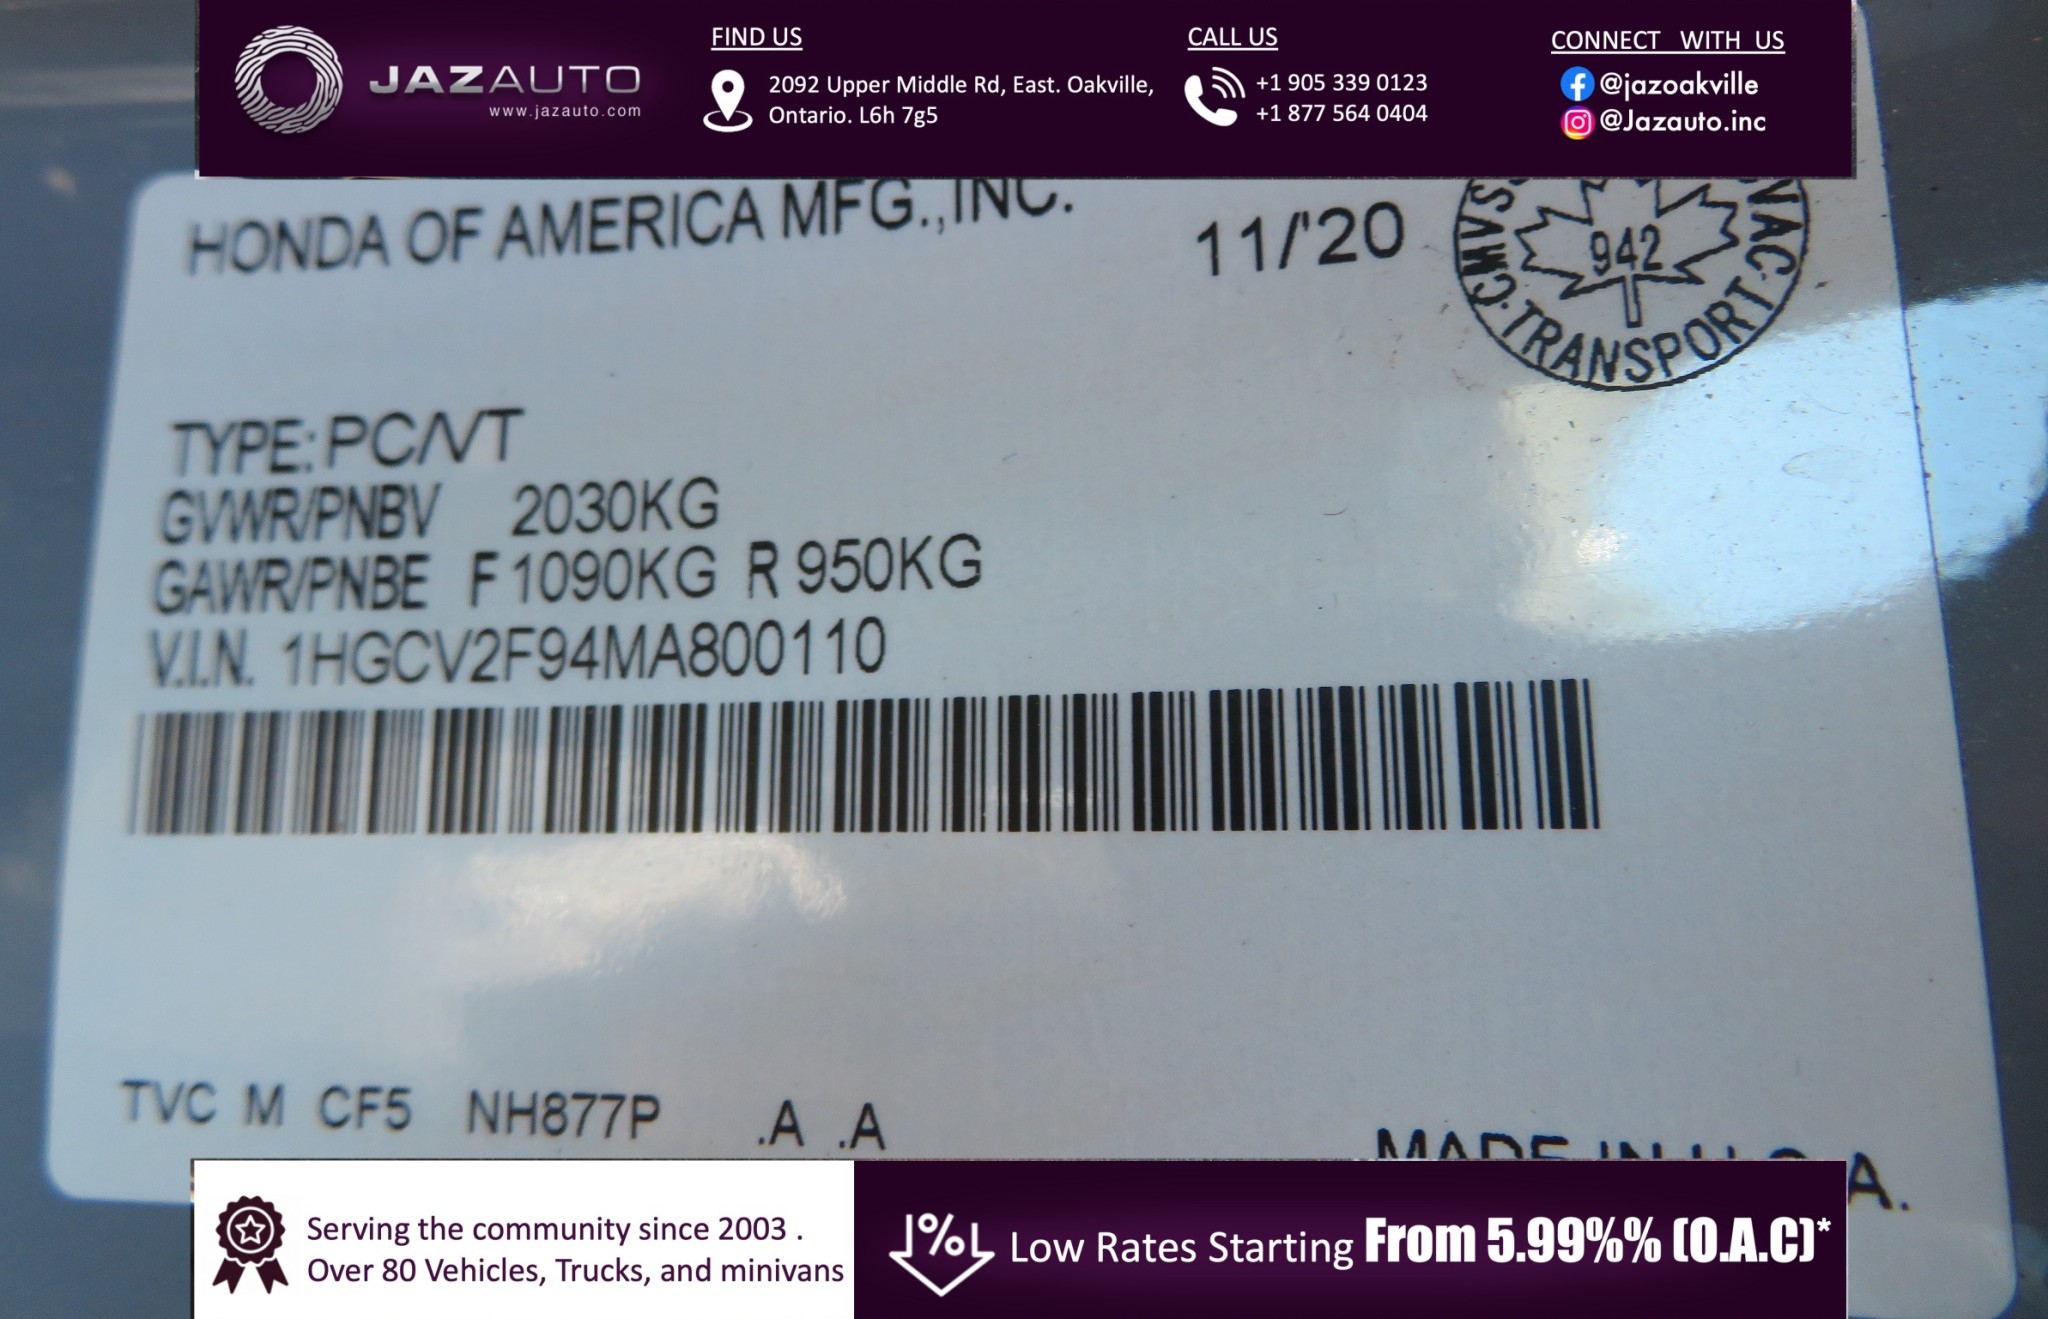 JAZAUTO
www.jazauto.com
FIND US
2092 Upper Middle Rd, East. Oakville,
Ontario. L6h 7g5
CALL US
+1 905 339 0123
+1 877 564 0404
CONNECT WITH US
@jazoakville
@Jazauto.inc
HONDA OF AMERICA MFG.,INC.
11/'20
942
TRANSPORT
TYPE: PC/VT
GVWR/PNBV 2030KG
GAWR/PNBE F 1090KG R 950KG
V.I.N. 1HGCV2F94MA800110
TVC M CF5 NH877P .A .A
MADE IN U.S.A.
Serving the community since 2003 .
Over 80 Vehicles, Trucks, and minivans
% Low Rates Starting From 5.99%% (O.A.C)*